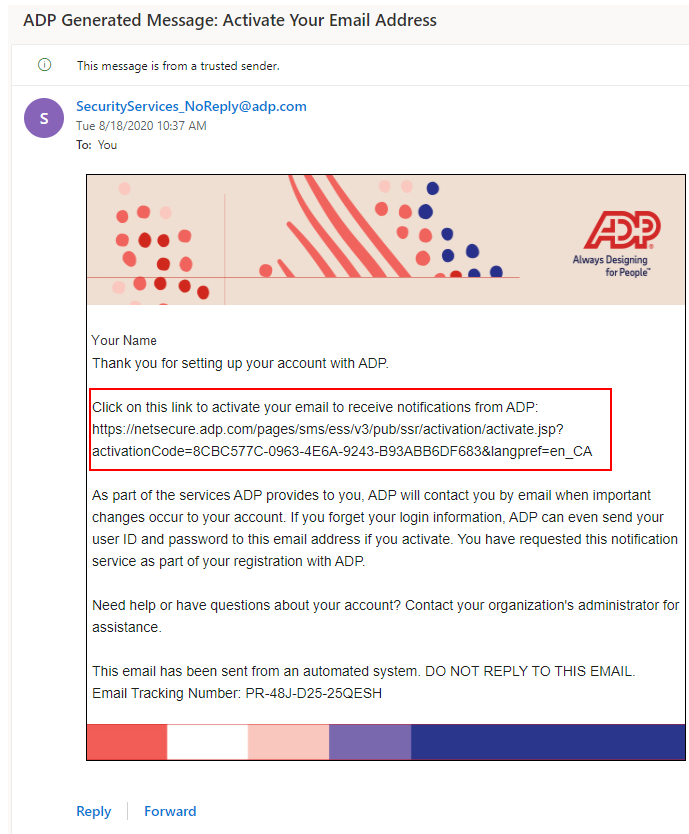 ADP Generated Message: Activate Your Email Address
This message is from a trusted sender.
S
SecurityServices_NoReply@adp.com
Tue 8/18/2020 10:37 AM
To: You
ADP
Always Designing
for People™
Your Name
Thank you for setting up your account with ADP.
Click on this link to activate your email to receive notifications from ADP:
https://netsecure.adp.com/pages/sms/ess/v3/pub/ssr/activation/activate.jsp?
activationCode=8CBC577C-0963-4E6A-9243-B93ABB6DF683&langpref=en_CA
As part of the services ADP provides to you, ADP will contact you by email when important
changes occur to your account. If you forget your login information, ADP can even send your
user ID and password to this email address if you activate. You have requested this notification
service as part of your registration with ADP.
Need help or have questions about your account? Contact your organization's administrator for
assistance.
This email has been sent from an automated system. DO NOT REPLY TO THIS EMAIL.
Email Tracking Number: PR-48J-D25-25QESH
Reply Forward